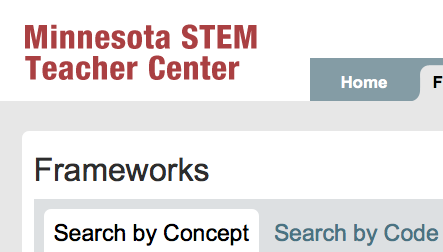 Minnesota STEM
Teacher Center
Home
F
Frameworks
Search by Concept
Search by Code